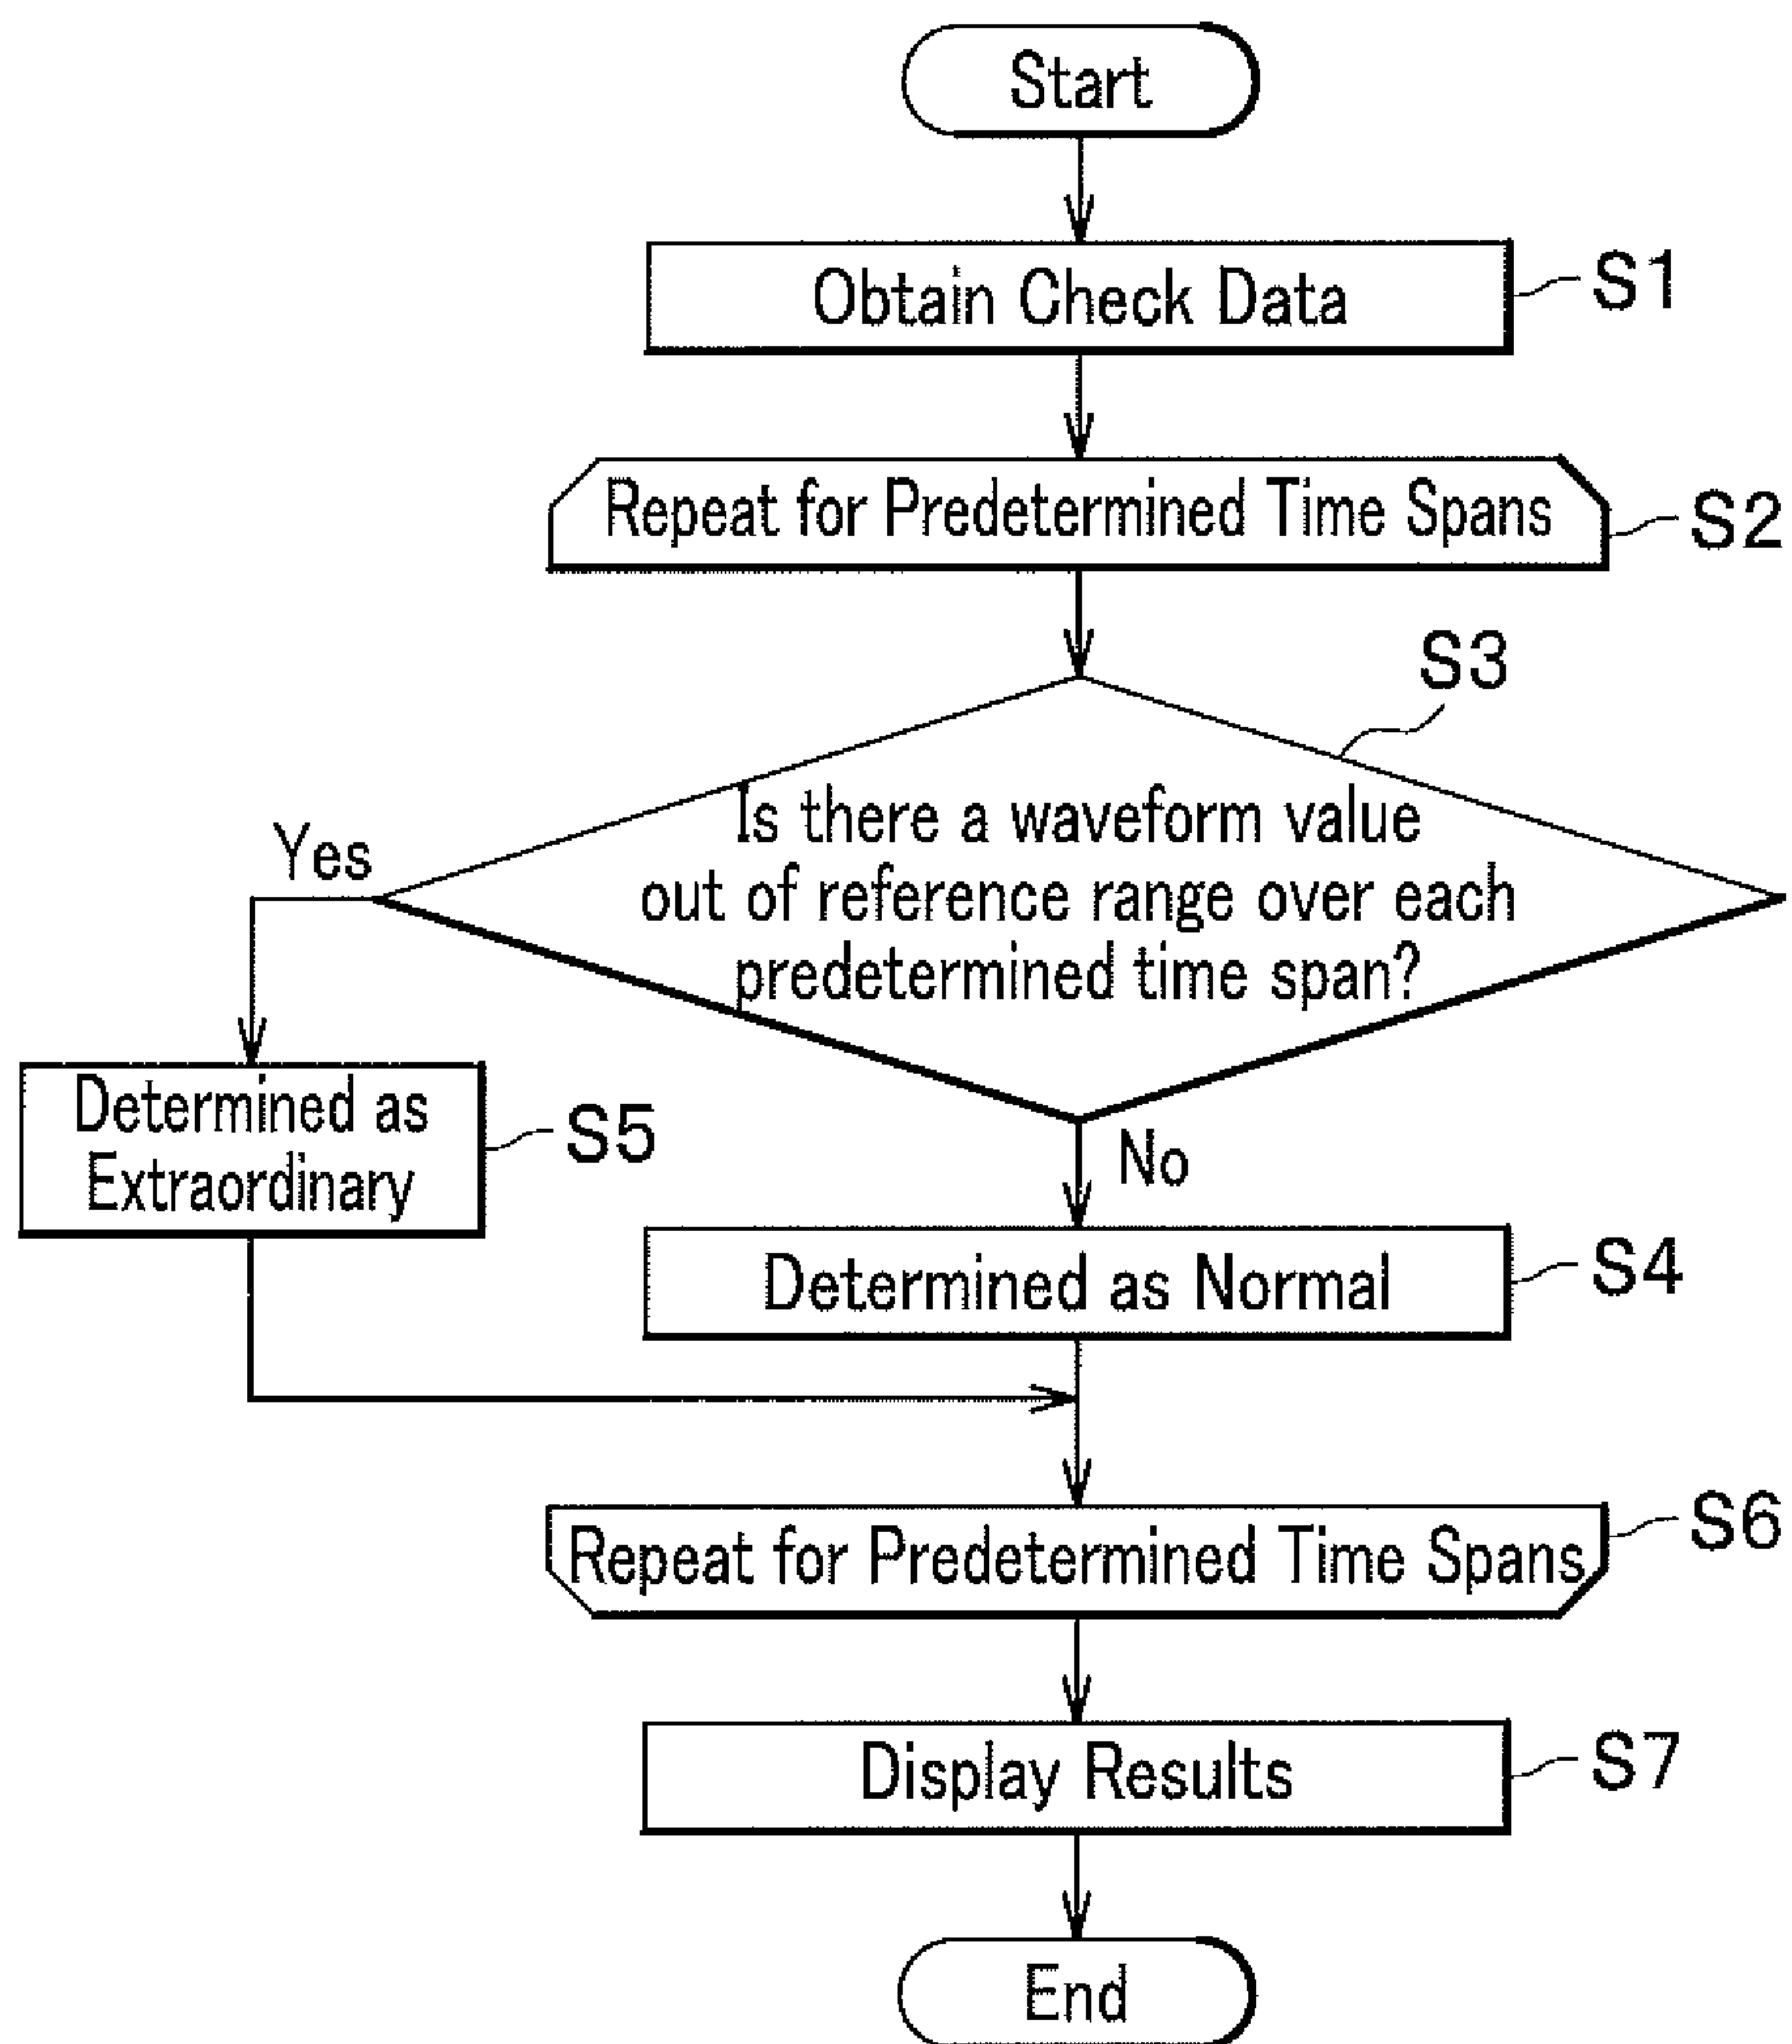 Start
Obtain Check Data
S1
Repeat for Predetermined Time Spans
S2
S3
Is there a waveform value
out of reference range over each
predetermined time span?
Yes
No
Determined as
Extraordinary
S5
Determined as Normal
S4
Repeat for Predetermined Time Spans
S6
Display Results
S7
End